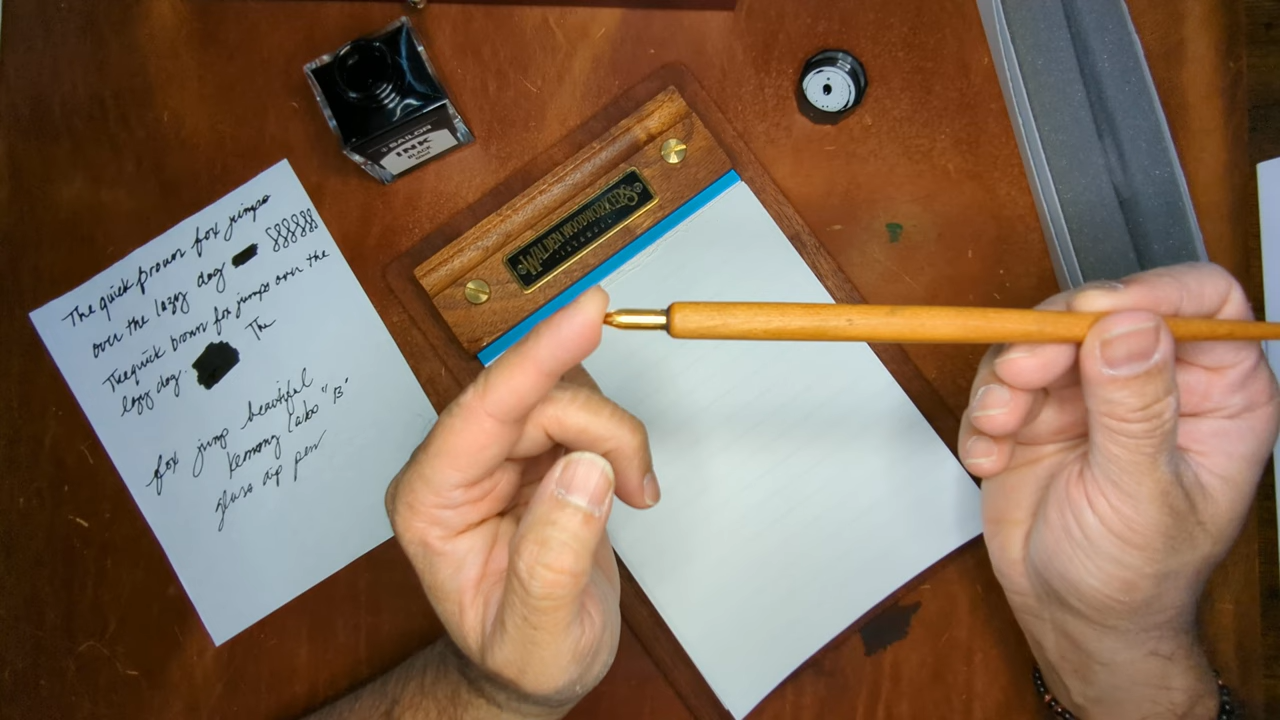 The quick brown fox jumps
over the lazy dog
The quick brown fox jumps over the
lazy dog. The
fox jump beautiful
Kemmy Labo "B"
glass dip pen
SAILOR
INK
BLACK
WALDEN WOODWORKERS